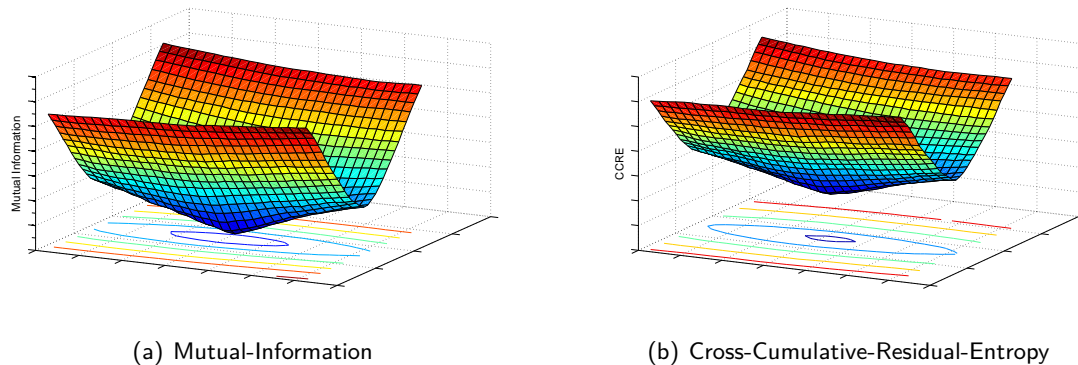 Mutual Information
CCRE
(a) Mutual-Information
(b) Cross-Cumulative-Residual-Entropy